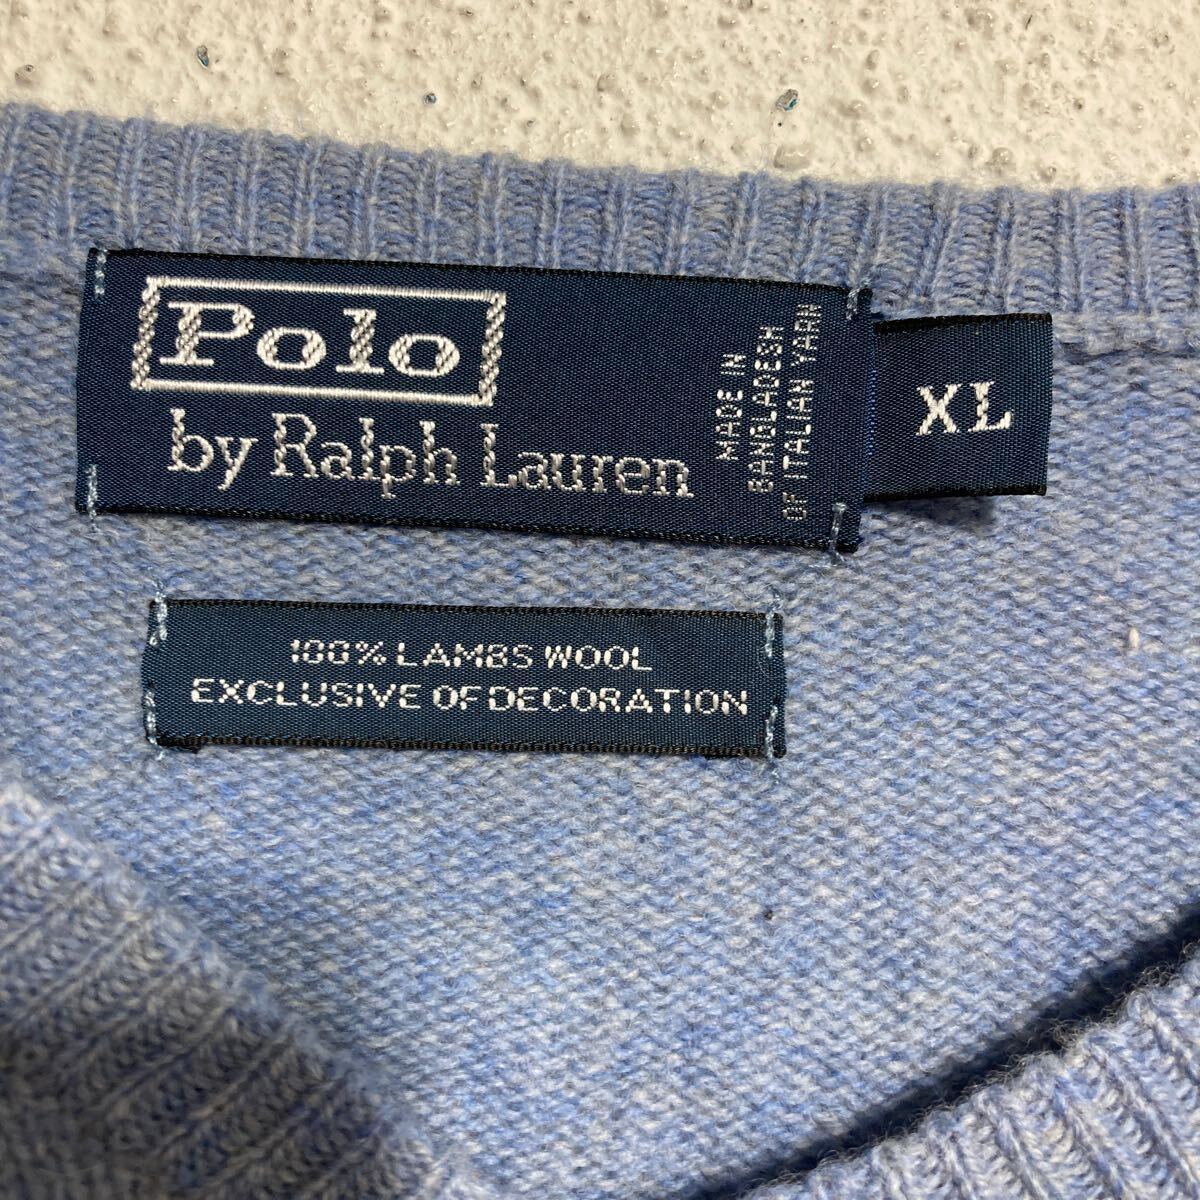 Polo
by Ralph Lauren
MADE IN
BANGLADESH
OF ITALIAN YARN
XL
100% LAMBS WOOL
EXCLUSIVE OF DECORATION